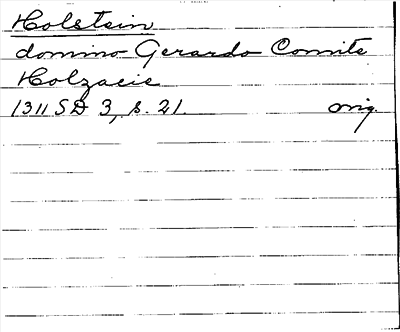 Holstein
domino Gerardo Comite
Holzacie
1311 SD 3, s. 21. orig.